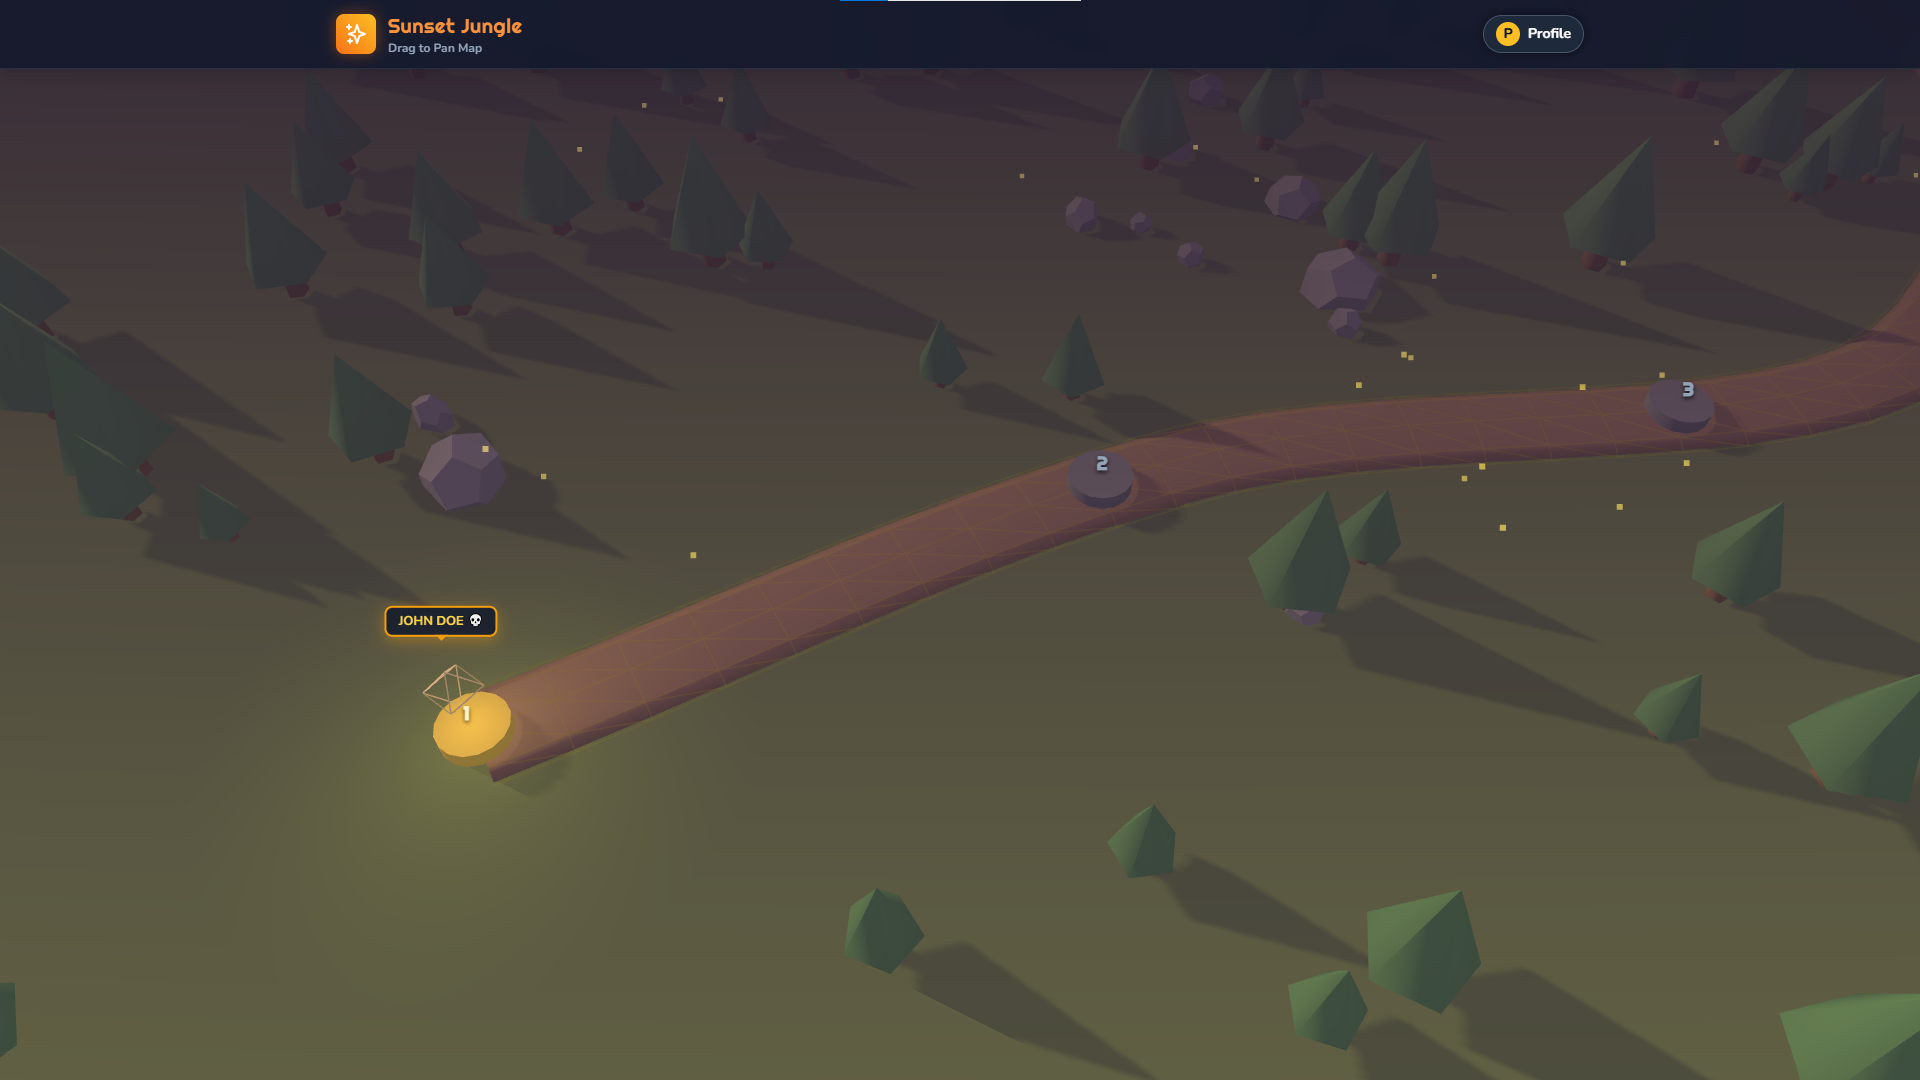 Sunset Jungle
Drag to Pan Map
P Profile
3
2
JOHN DOE 💀
1